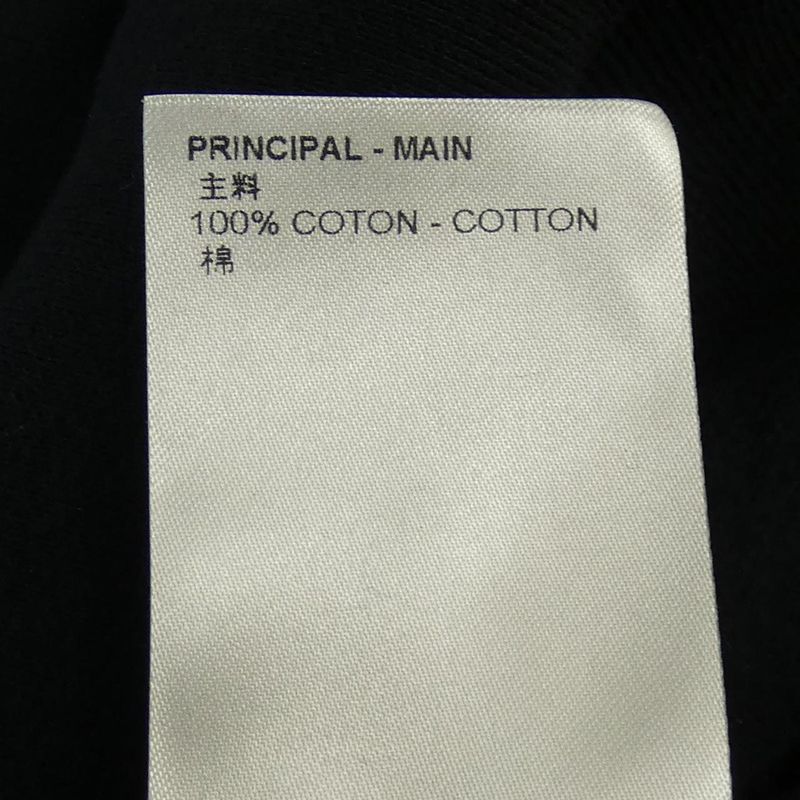 PRINCIPAL - MAIN
主料
100% COTON - COTTON
棉